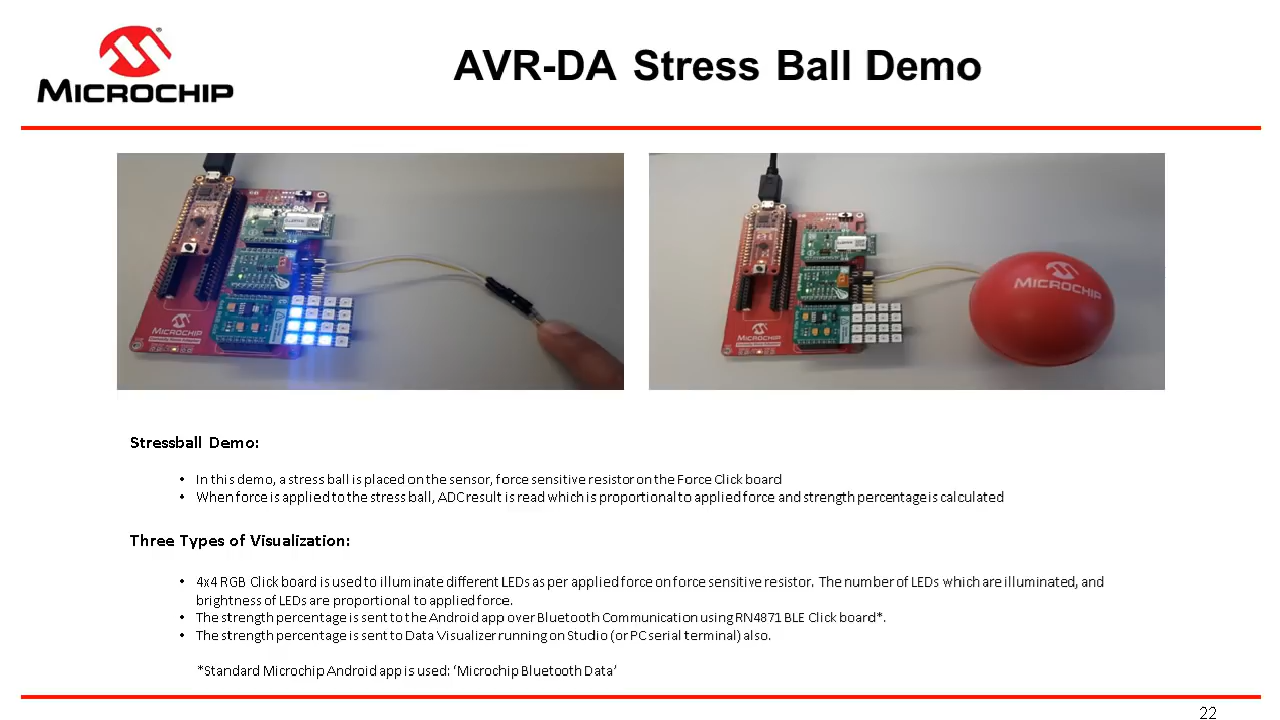 MICROCHIP
AVR-DA Stress Ball Demo
MICROCHIP
MICROCHIP
MICROCHIP
Stressball Demo:
• In this demo, a stress ball is placed on the sensor, force sensitive resistor on the Force Click board
• When force is applied to the stress ball, ADC result is read which is proportional to applied force and strength percentage is calculated
Three Types of Visualization:
• 4x4 RGB Click board is used to illuminate different LEDs as per applied force on force sensitive resistor. The number of LEDs which are illuminated, and
brightness of LEDs are proportional to applied force.
• The strength percentage is sent to the Android app over Bluetooth Communication using RN4871 BLE Click board*.
• The strength percentage is sent to Data Visualizer running on Studio (or PC serial terminal) also.
*Standard Microchip Android app is used: ‘Microchip Bluetooth Data’
22